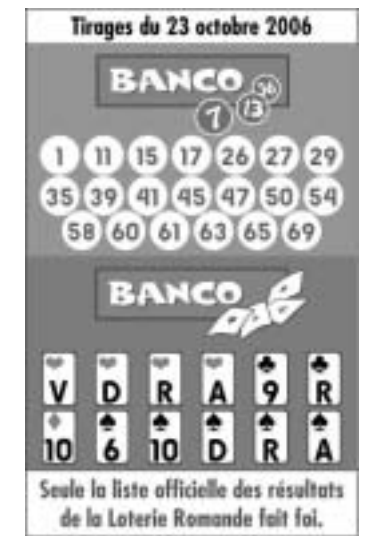 Tirages du 23 octobre 2006
BANCO
7 13 36
1 11 15 17 26 27 29
35 39 41 45 47 50 54
58 60 61 63 65 69
BANCO
V D R A 9 R
10 6 10 D R A
Seule la liste officielle des résultats
de la Loterie Romande fait foi.